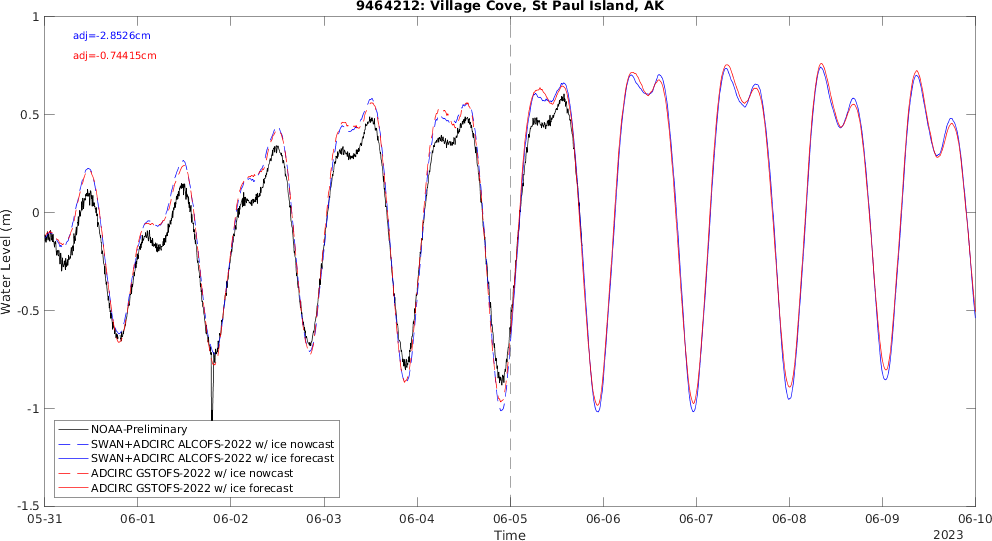 9464212: Village Cove, St Paul Island, AK
adj=-2.8526cm
adj=-0.74415cm
1
0.5
0
-0.5
-1
-1.5
Water Level (m)
NOAA-Preliminary
SWAN+ADCIRC ALCOFS-2022 w/ ice nowcast
SWAN+ADCIRC ALCOFS-2022 w/ ice forecast
ADCIRC GSTOFS-2022 w/ ice nowcast
ADCIRC GSTOFS-2022 w/ ice forecast
05-31 06-01 06-02 06-03 06-04 06-05 06-06 06-07 06-08 06-09 06-10
Time
2023